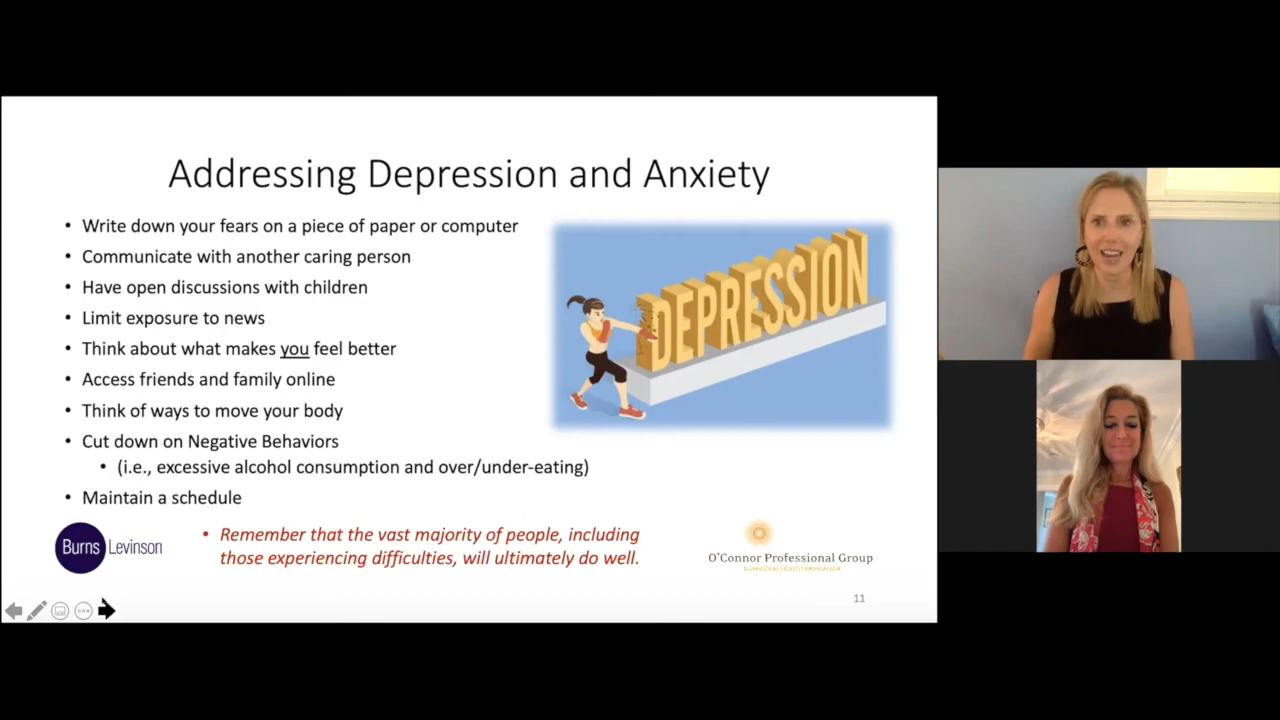 Addressing Depression and Anxiety
• Write down your fears on a piece of paper or computer
• Communicate with another caring person
• Have open discussions with children
• Limit exposure to news
• Think about what makes you feel better
• Access friends and family online
• Think of ways to move your body
• Cut down on Negative Behaviors
• (i.e., excessive alcohol consumption and over/under-eating)
• Maintain a schedule
DEPRESSION
• Remember that the vast majority of people, including
those experiencing difficulties, will ultimately do well.
Burns Levinson
O'Connor Professional Group
BEHAVIORAL HEALTH NAVIGATION
11